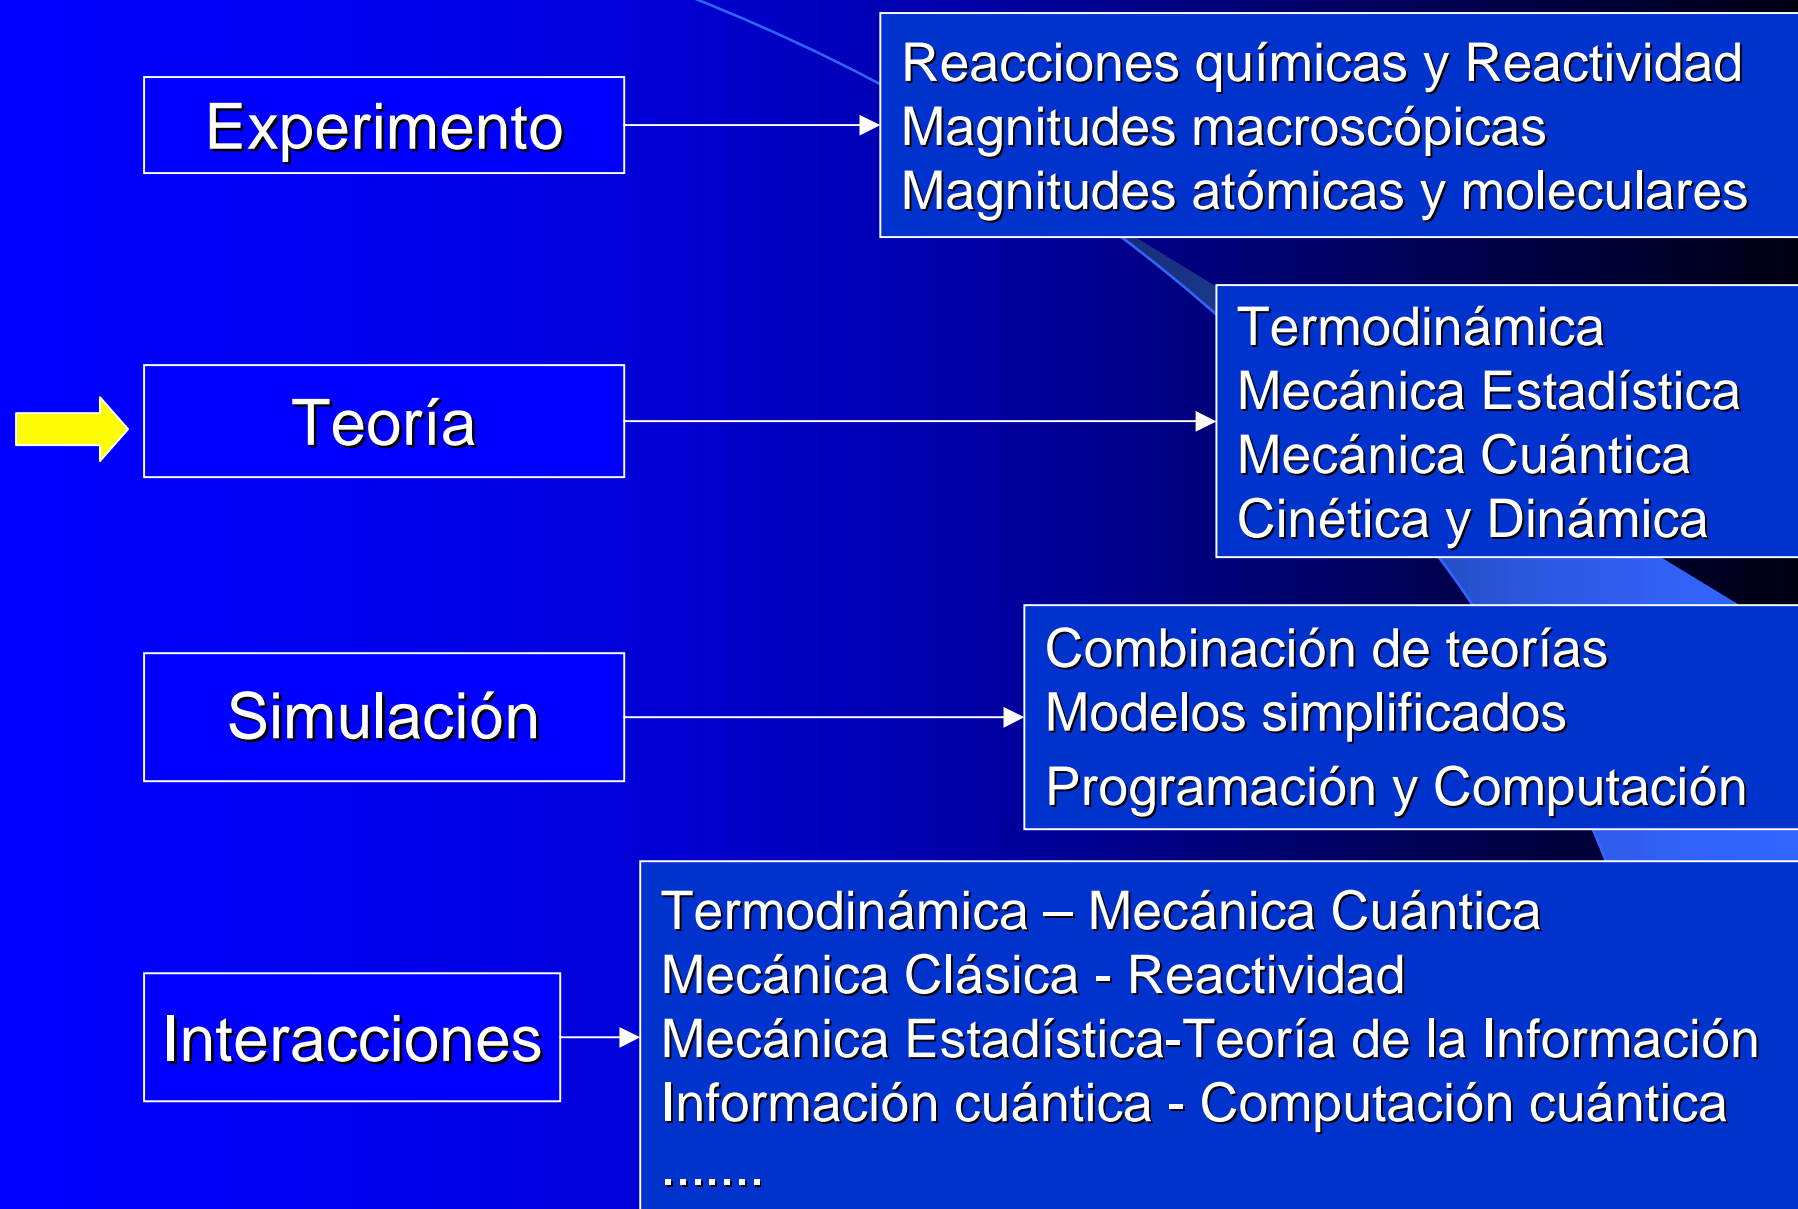 Experimento
Reacciones químicas y Reactividad
Magnitudes macroscópicas
Magnitudes atómicas y moleculares
Teoría
Termodinámica
Mecánica Estadística
Mecánica Cuántica
Cinética y Dinámica
Simulación
Combinación de teorías
Modelos simplificados
Programación y Computación
Interacciones
Termodinámica – Mecánica Cuántica
Mecánica Clásica - Reactividad
Mecánica Estadística-Teoría de la Información
Información cuántica - Computación cuántica
.......